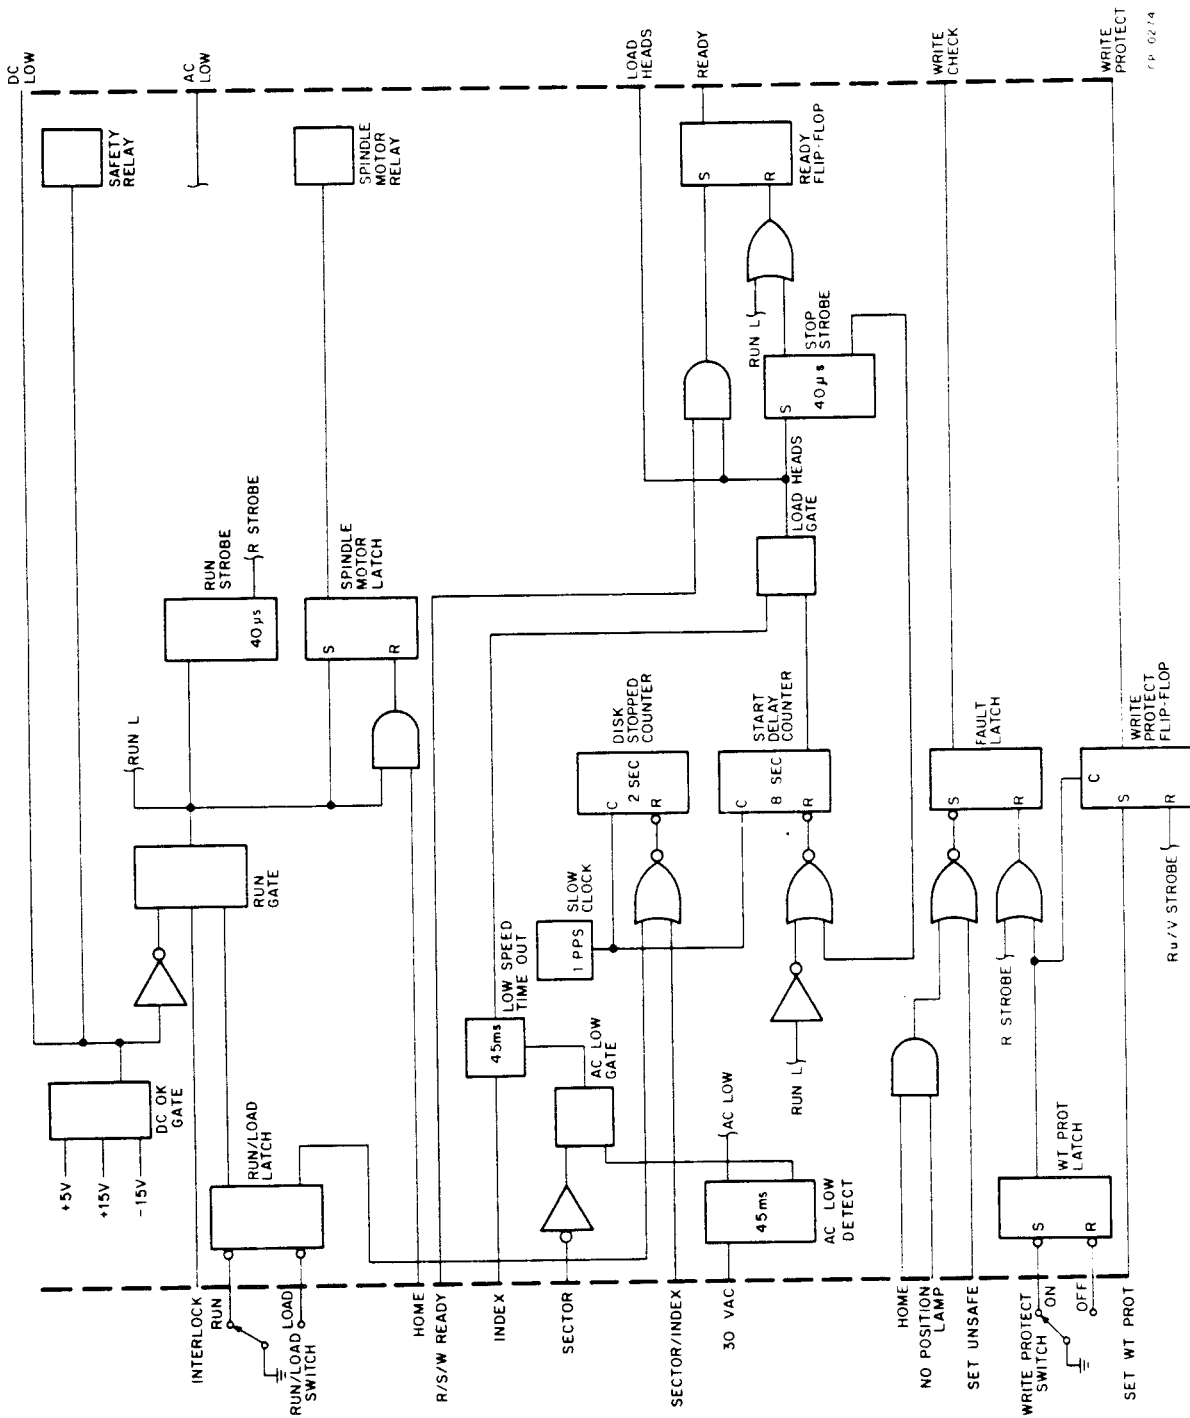 DC
LOW
AC
LOW
LOAD
HEADS
READY
WRITE
CHECK
WRITE
PROTECT
SAFETY
RELAY
SPINDLE
MOTOR
RELAY
S
R
READY
FLIP-FLOP
RUN L
STOP
STROBE
S
40 µs
RUN
STROBE
R STROBE
40 µs
SPINDLE
MOTOR
LATCH
S
R
LOAD HEADS
GATE
RUN L
RUN
GATE
DISK
STOPPED
COUNTER
C
2 SEC
R
START
DELAY
COUNTER
C
8 SEC
R
FAULT
LATCH
S
R
WRITE
PROTECT
FLIP-FLOP
C
S
R
SLOW
CLOCK
1 PPS
LOW SPEED
TIME OUT
45ms
AC LOW
GATE
RUN L
R STROBE
Ru/V STROBE
DC OK
GATE
+5V
+15V
-15V
RUN/LOAD
LATCH
AC LOW
45ms
AC LOW
DETECT
WT PROT
LATCH
S
R
INTERLOCK
RUN
LOAD
RUN/LOAD
SWITCH
HOME
R/S/W READY
INDEX
SECTOR
SECTOR/INDEX
30 VAC
HOME
NO POSITION
LAMP
SET UNSAFE
WRITE PROTECT
SWITCH
ON
OFF
SET WT PROT